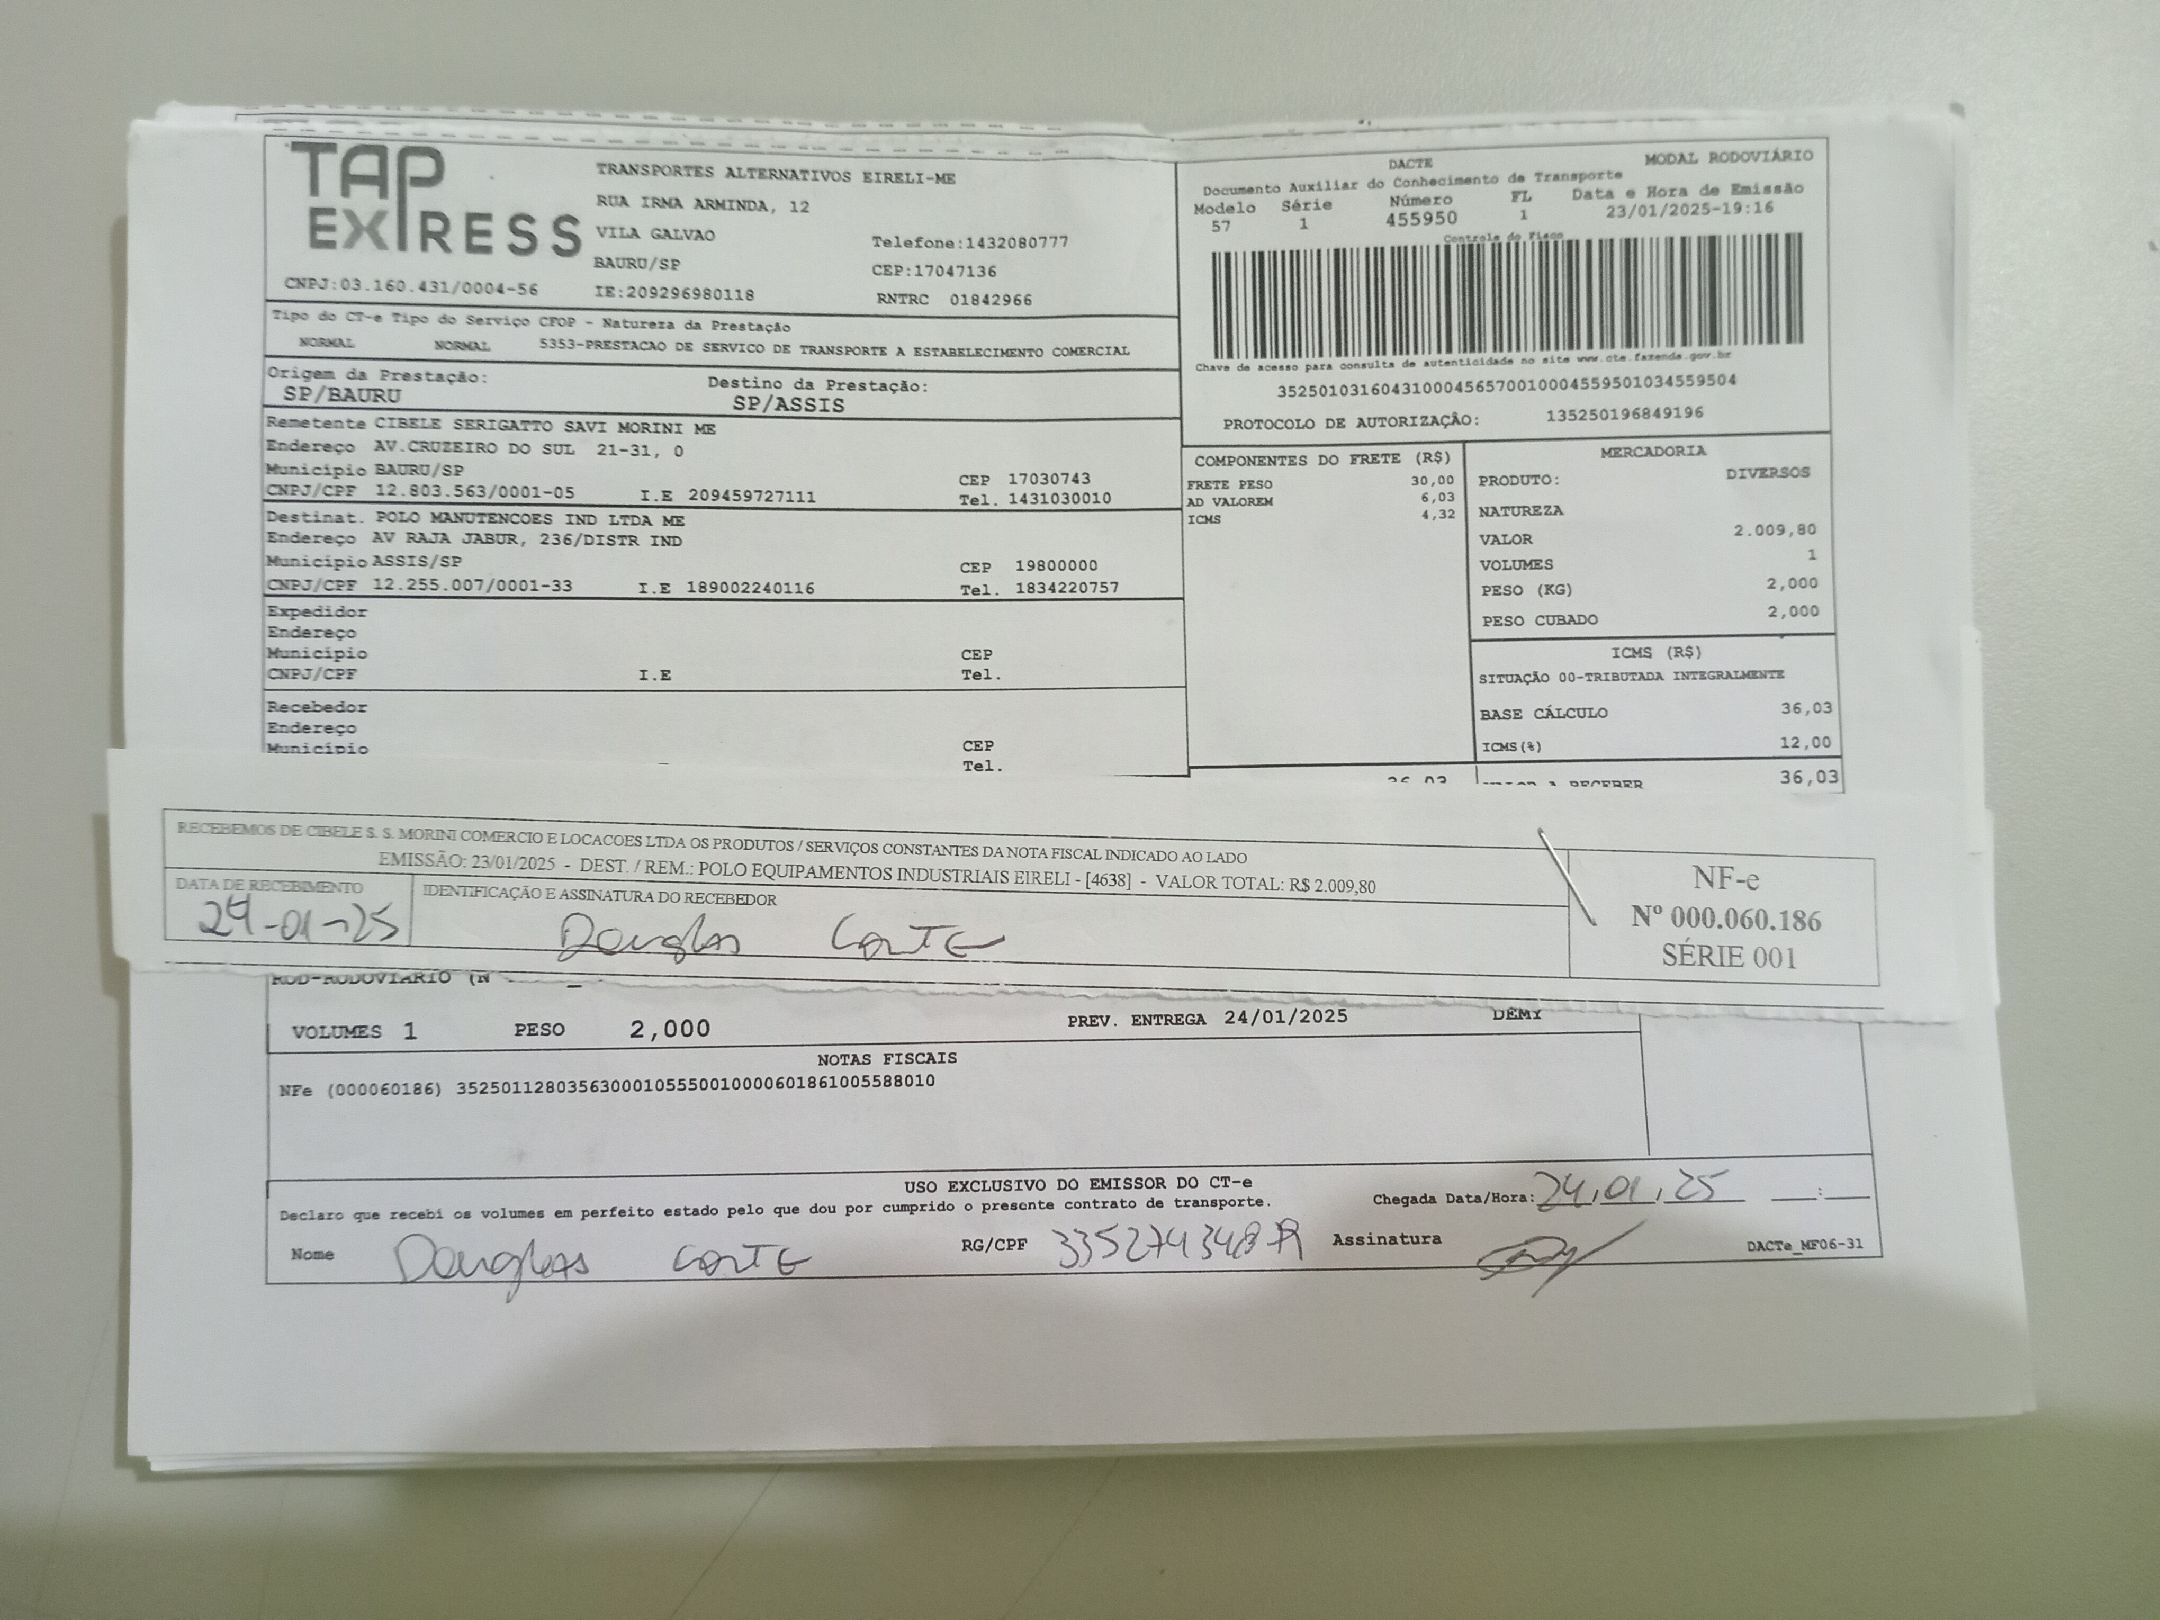 TAP
EXPRESS
TRANSPORTES ALTERNATIVOS EIRELI-ME
RUA IRMA ARMINDA, 12
VILA GALVAO
Telefone:1432080777
BAURU/SP
CEP:17047136
CNPJ:03.160.431/0004-56
IE:209296980118
RNTRC 01842966
DACTE
MODAL RODOVIÁRIO
Documento Auxiliar do Conhecimento de Transporte
Modelo Série Número FL Data e Hora de Emissão
57 1 455950 1 23/01/2025-19:16
Controle do Fisco
Chave de acesso para consulta de autenticidade no site www.cte.fazenda.gov.br
35250103160431000456570010004559501034559504
PROTOCOLO DE AUTORIZAÇÃO: 135250196849196
Tipo do CT-e Tipo do Serviço CFOP - Natureza da Prestação
NORMAL NORMAL 5353-PRESTACAO DE SERVICO DE TRANSPORTE A ESTABELECIMENTO COMERCIAL
Origem da Prestação: Destino da Prestação:
SP/BAURU SP/ASSIS
Remetente CIBELE SERIGATTO SAVI MORINI ME
Endereço AV.CRUZEIRO DO SUL 21-31, 0
Município BAURU/SP CEP 17030743
CNPJ/CPF 12.803.563/0001-05 I.E 209459727111 Tel. 1431030010
Destinat. POLO MANUTENCOES IND LTDA ME
Endereço AV RAJA JABUR, 236/DISTR IND
Município ASSIS/SP CEP 19800000
CNPJ/CPF 12.255.007/0001-33 I.E 189002240116 Tel. 1834220757
Expedidor
Endereço
Município CEP
CNPJ/CPF I.E Tel.
Recebedor
Endereço
Município CEP
Tel.
COMPONENTES DO FRETE (R$)
FRETE PESO 30,00
AD VALOREM 6,03
ICMS 4,32
MERCADORIA
PRODUTO: DIVERSOS
NATUREZA
VALOR 2.009,80
VOLUMES 1
PESO (KG) 2,000
PESO CUBADO 2,000
ICMS (R$)
SITUAÇÃO 00-TRIBUTADA INTEGRALMENTE
BASE CÁLCULO 36,03
ICMS(%) 12,00
36,03 A RECEBER 36,03
RECEBEMOS DE CIBELE S. S. MORINI COMERCIO E LOCACOES LTDA OS PRODUTOS / SERVIÇOS CONSTANTES DA NOTA FISCAL INDICADO AO LADO
EMISSÃO: 23/01/2025 - DEST. / REM.: POLO EQUIPAMENTOS INDUSTRIAIS EIRELI - [4638] - VALOR TOTAL: R$ 2.009,80
DATA DE RECEBIMENTO IDENTIFICAÇÃO E ASSINATURA DO RECEBEDOR
24-01-25 Douglas Conte
NF-e
Nº 000.060.186
SÉRIE 001
ROD-RODOVIARIO (N
VOLUMES 1 PESO 2,000 PREV. ENTREGA 24/01/2025 DEMY
NOTAS FISCAIS
NFe (000060186) 35250112803563000105550010000601861005588010
USO EXCLUSIVO DO EMISSOR DO CT-e
Declaro que recebi os volumes em perfeito estado pelo que dou por cumprido o presente contrato de transporte.
Chegada Data/Hora: 24,01,25 __:__
Nome Douglas Conte RG/CPF Assinatura DACTe_MF06-31